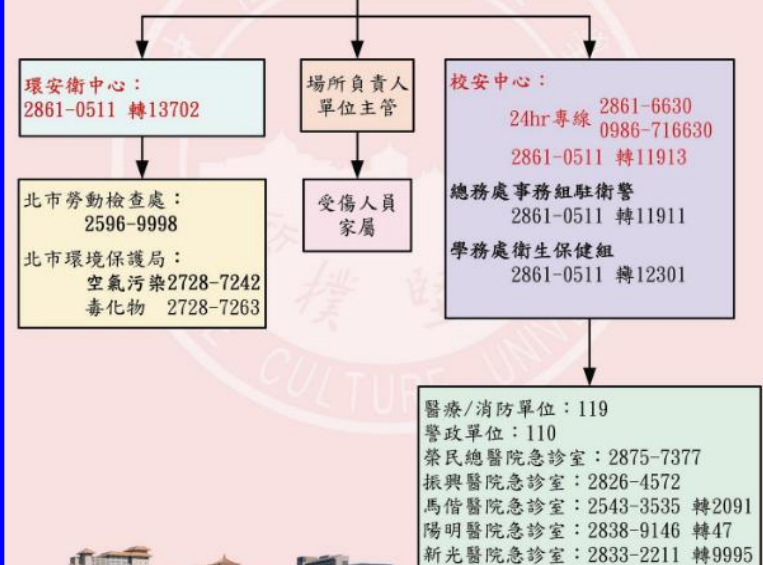 環安衛中心：
2861-0511 轉13702
場所負責人
單位主管
校安中心：
24hr專線 2861-6630
0986-716630
2861-0511 轉11913
總務處事務組駐衛警
2861-0511 轉11911
學務處衛生保健組
2861-0511 轉12301
北市勞動檢查處：
2596-9998
北市環境保護局：
空氣污染2728-7242
毒化物 2728-7263
受傷人員
家屬
醫療/消防單位：119
警政單位：110
榮民總醫院急診室：2875-7377
振興醫院急診室：2826-4572
馬偕醫院急診室：2543-3535 轉2091
陽明醫院急診室：2838-9146 轉47
新光醫院急診室：2833-2211 轉9995
CULTURE UNIV